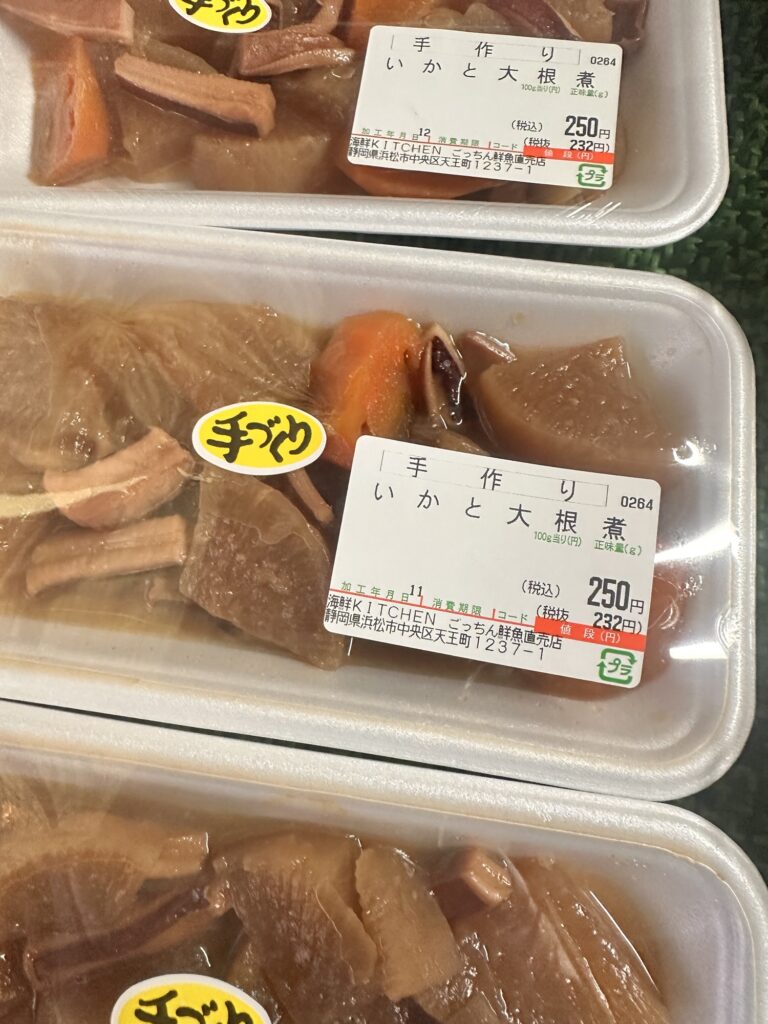 手づくり
手作り
0264
いかと大根煮
100g当り(円) 正味量(g)
(税込) 250円
(税抜 232円)
加工年月日 12 消費期限 コード 値段(円)
海鮮KITCHEN ごっちん鮮魚直売店
静岡県浜松市中央区天王町1237-1
プラ
手づくり
手作り
0264
いかと大根煮
100g当り(円) 正味量(g)
(税込) 250円
(税抜 232円)
加工年月日 11 消費期限 コード 値段(円)
海鮮KITCHEN ごっちん鮮魚直売店
静岡県浜松市中央区天王町1237-1
プラ
手づくり